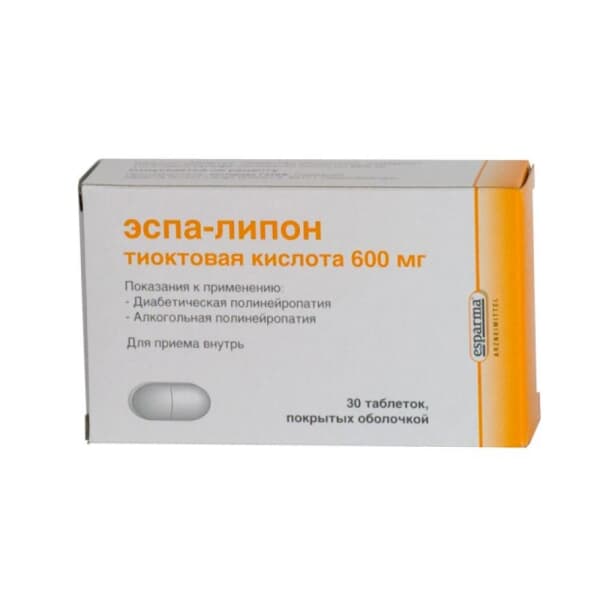 эспа-липон
тиоктовая кислота 600 мг
Показания к применению:
- Диабетическая полинейропатия
- Алкогольная полинейропатия
Для приема внутрь
30 таблеток,
покрытых оболочкой
esparma
ARZNEIMITTEL